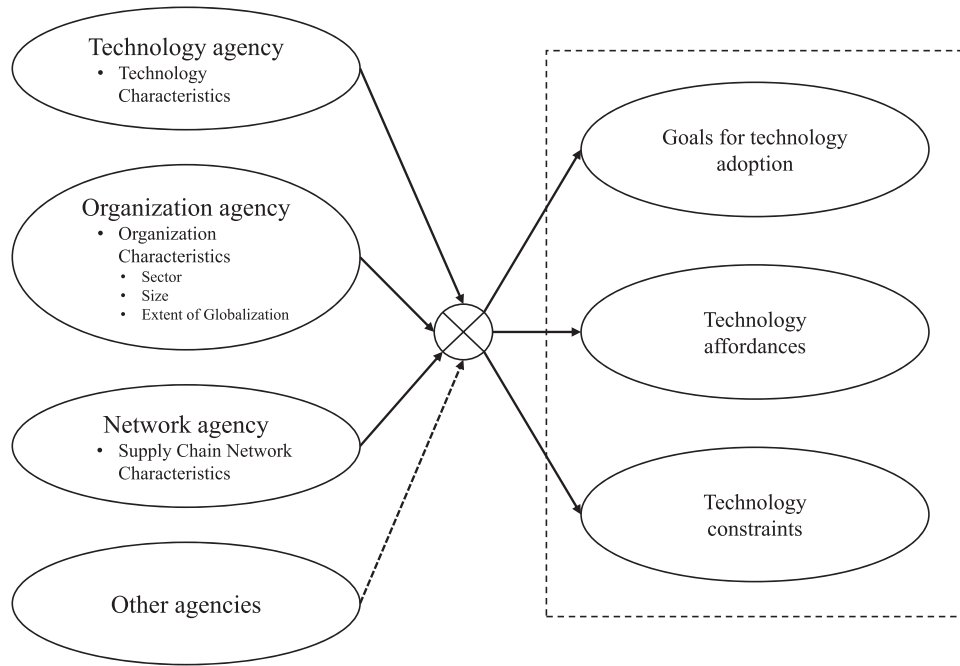 Technology agency
• Technology
Characteristics
Organization agency
• Organization
Characteristics
• Sector
• Size
• Extent of Globalization
Network agency
• Supply Chain Network
Characteristics
Other agencies
Goals for technology
adoption
Technology
affordances
Technology
constraints